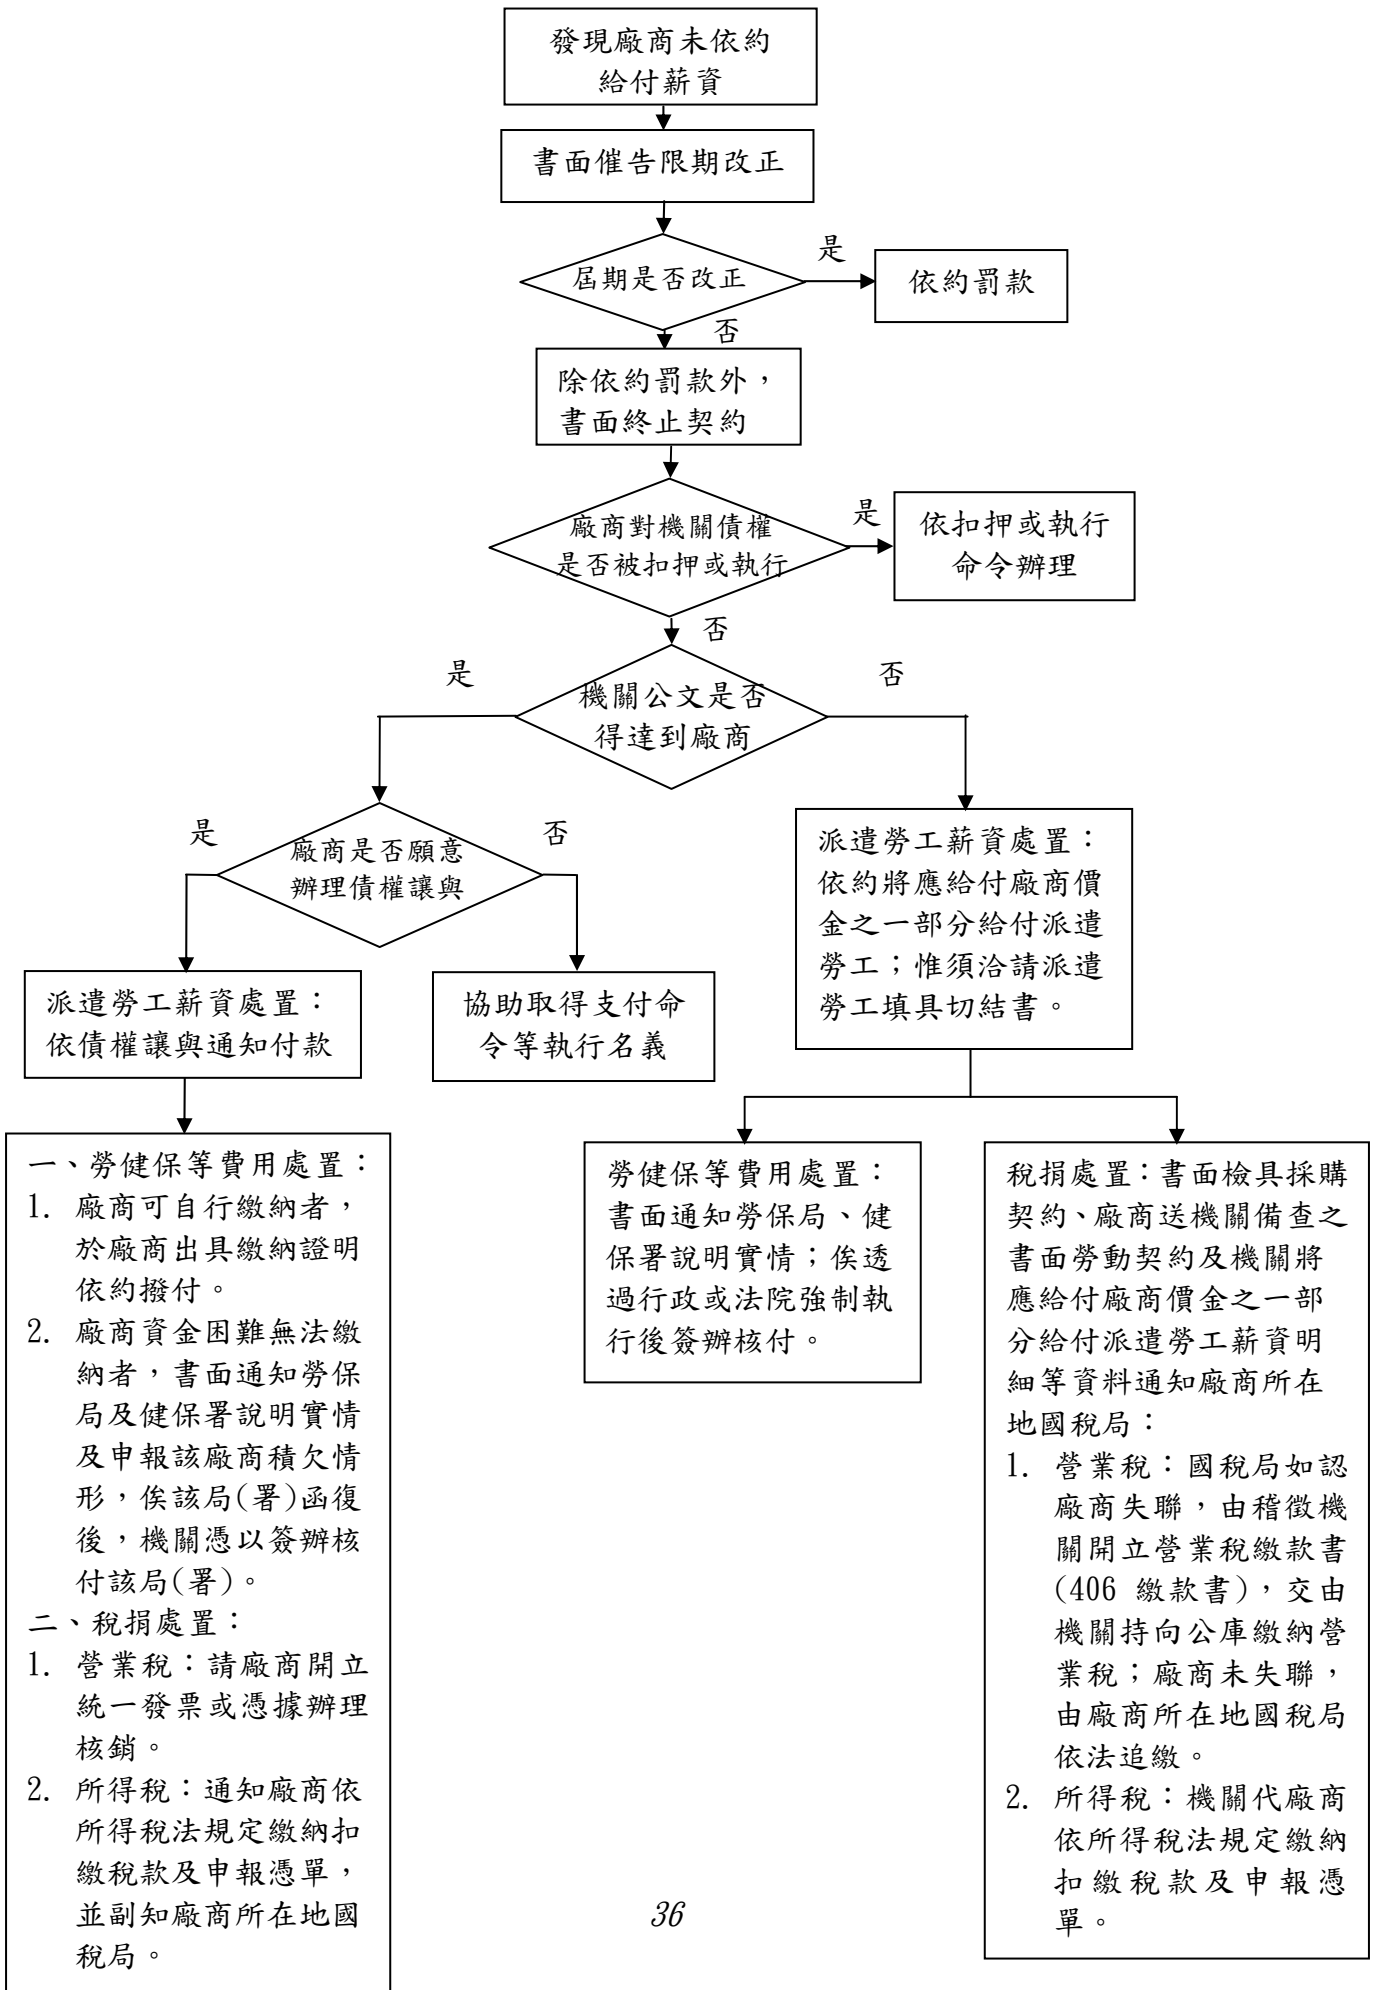 發現廠商未依約
給付薪資
書面催告限期改正
屆期是否改正
是
依約罰款
否
除依約罰款外，
書面終止契約
廠商對機關債權
是否被扣押或執行
是
依扣押或執行
命令辦理
否
機關公文是否
得達到廠商
是
否
廠商是否願意
辦理債權讓與
是
否
派遣勞工薪資處置：
依約將應給付廠商價
金之一部分給付派遣
勞工；惟須洽請派遣
勞工填具切結書。
派遣勞工薪資處置：
依債權讓與通知付款
協助取得支付命
令等執行名義
一、勞健保等費用處置：
1. 廠商可自行繳納者，
於廠商出具繳納證明
依約撥付。
2. 廠商資金困難無法繳
納者，書面通知勞保
局及健保署說明實情
及申報該廠商積欠情
形，俟該局(署)函復
後，機關憑以簽辦核
付該局(署)。
二、稅捐處置：
1. 營業稅：請廠商開立
統一發票或憑據辦理
核銷。
2. 所得稅：通知廠商依
所得稅法規定繳納扣
繳稅款及申報憑單，
並副知廠商所在地國
稅局。
勞健保等費用處置：
書面通知勞保局、健
保署說明實情；俟透
過行政或法院強制執
行後簽辦核付。
稅捐處置：書面檢具採購
契約、廠商送機關備查之
書面勞動契約及機關將
應給付廠商價金之一部
分給付派遣勞工薪資明
細等資料通知廠商所在
地國稅局：
1. 營業稅：國稅局如認
廠商失聯，由稽徵機
關開立營業稅繳款書
(406 繳款書)，交由
機關持向公庫繳納營
業稅；廠商未失聯，
由廠商所在地國稅局
依法追繳。
2. 所得稅：機關代廠商
依所得稅法規定繳納
扣繳稅款及申報憑
單。
36